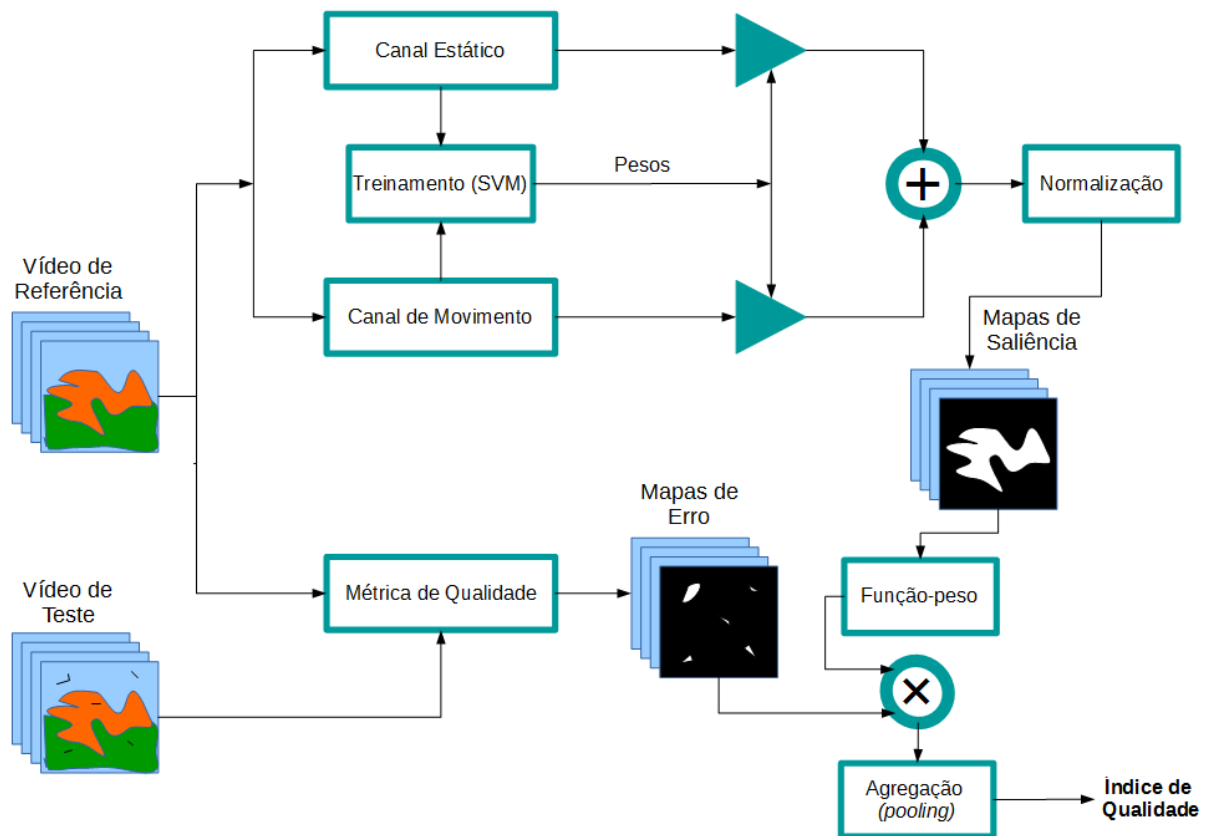 Canal Estático
Treinamento (SVM)
Pesos
Canal de Movimento
Normalização
Vídeo de
Referência
Mapas de
Saliência
Mapas de
Erro
Vídeo de
Teste
Métrica de Qualidade
Função-peso
Agregação
(pooling)
Índice de
Qualidade